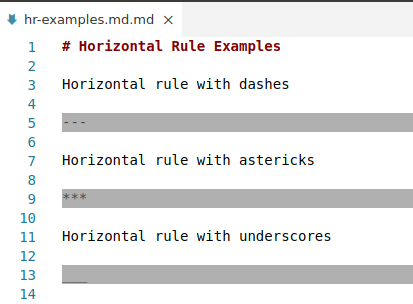 hr-examples.md.md ×
1 # Horizontal Rule Examples
2
3 Horizontal rule with dashes
4
5 ---
6
7 Horizontal rule with astericks
8
9 ***
10
11 Horizontal rule with underscores
12
13 ___
14